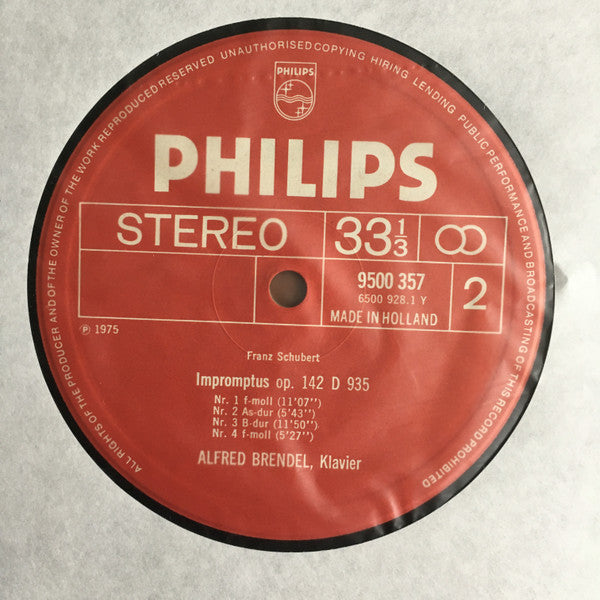 ALL RIGHTS OF THE PRODUCER AND OF THE OWNER OF THE WORK REPRODUCED RESERVED UNAUTHORISED COPYING HIRING LENDING PUBLIC PERFORMANCE AND BROADCASTING OF THIS RECORD PROHIBITED
PHILIPS
PHILIPS
STEREO
33 1/3
9500 357
6500 928.1 Y
MADE IN HOLLAND
2
℗ 1975
Franz Schubert
Impromptus op. 142 D 935
Nr. 1 f-moll (11'07'')
Nr. 2 As-dur (5'43'')
Nr. 3 B-dur (11'50'')
Nr. 4 f-moll (5'27'')
ALFRED BRENDEL, Klavier